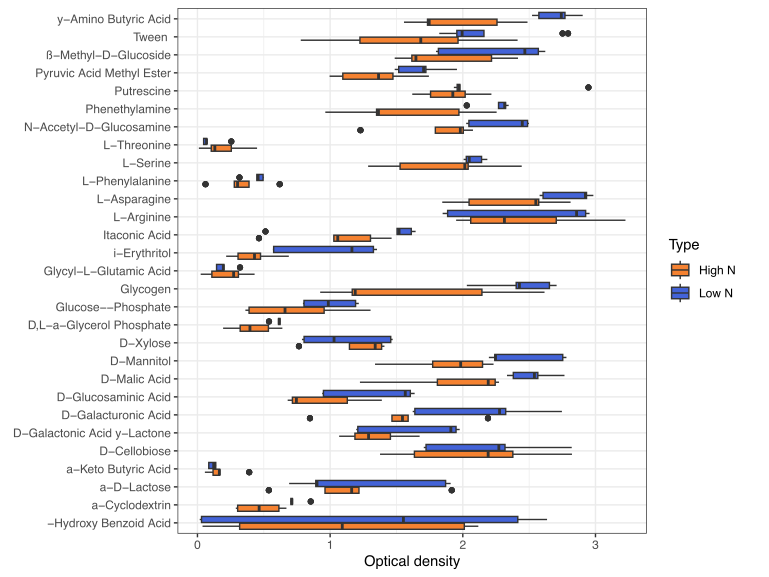 y−Amino Butyric Acid
Tween
ß−Methyl−D−Glucoside
Pyruvic Acid Methyl Ester
Putrescine
Phenethylamine
N−Accetyl−D−Glucosamine
L−Threonine
L−Serine
L−Phenylalanine
L−Asparagine
L−Arginine
Itaconic Acid
i−Erythritol
Glycyl−L−Glutamic Acid
Glycogen
Glucose−−Phosphate
D,L−a−Glycerol Phosphate
D−Xylose
D−Mannitol
D−Malic Acid
D−Glucosaminic Acid
D−Galacturonic Acid
D−Galactonic Acid y−Lactone
D−Cellobiose
a−Keto Butyric Acid
a−D−Lactose
a−Cyclodextrin
−Hydroxy Benzoid Acid
0 1 2 3
Optical density
Type
High N
Low N